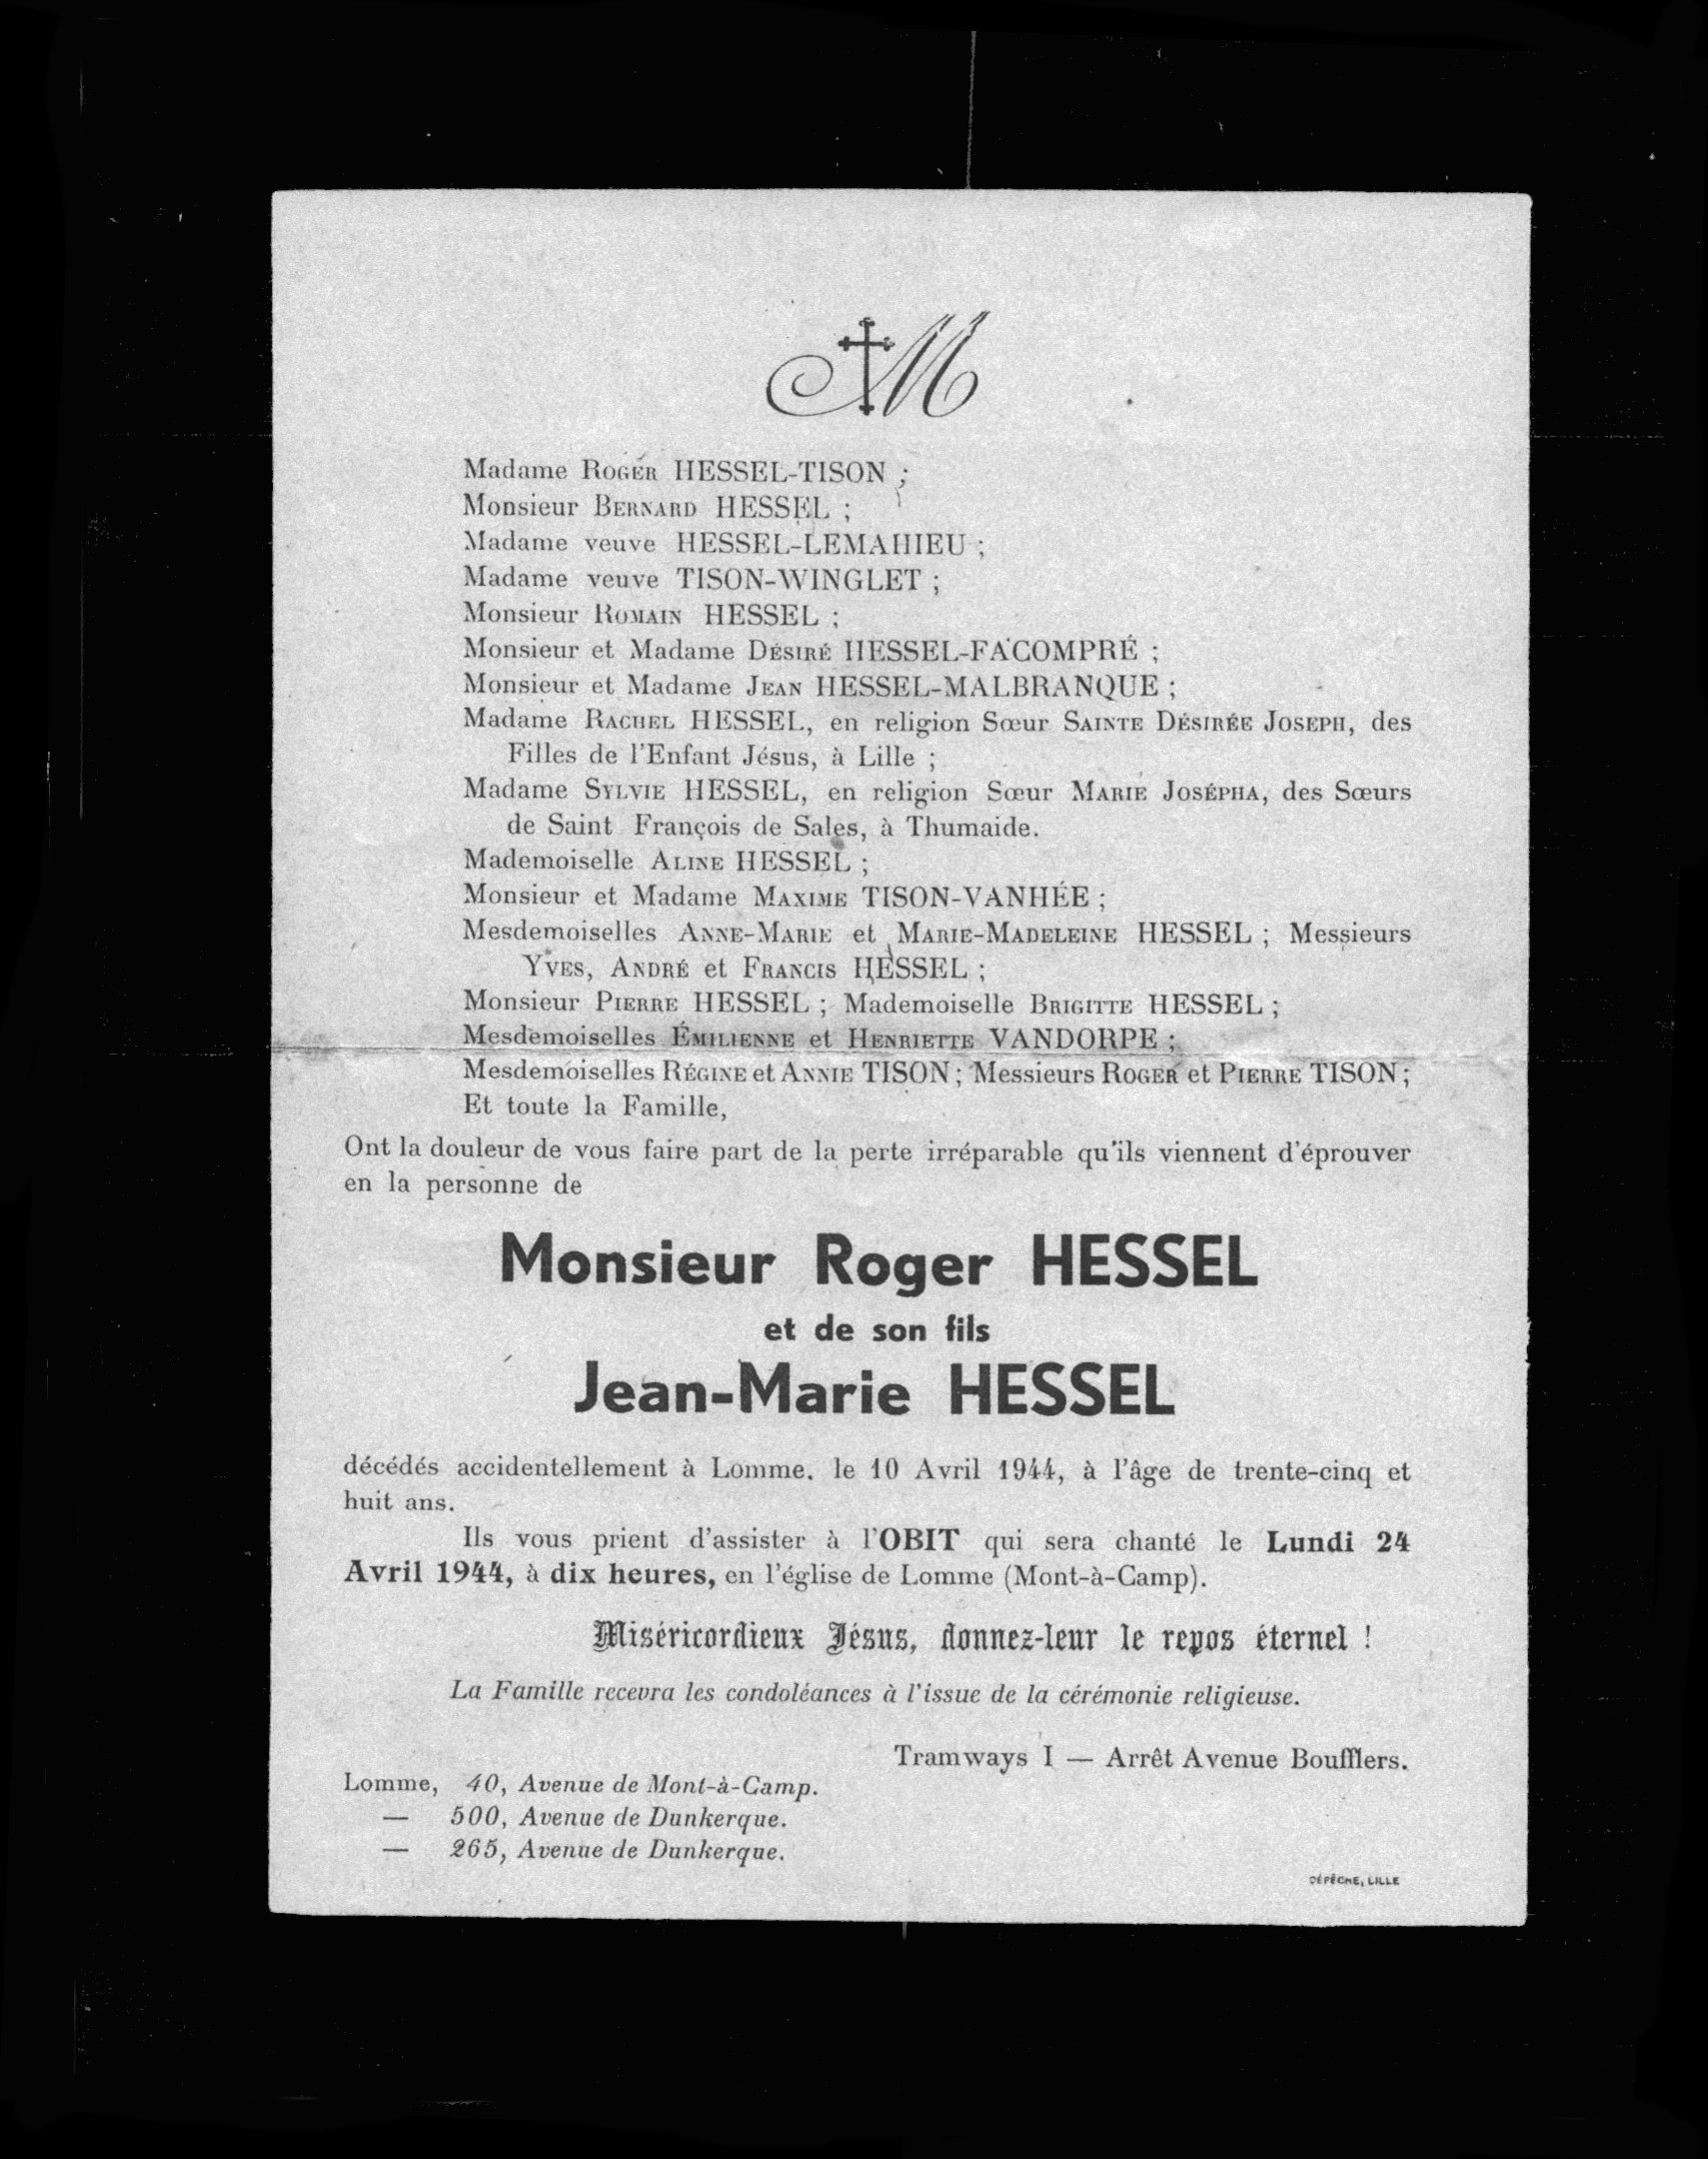 M
Madame ROGER HESSEL-TISON ;
Monsieur BERNARD HESSEL ;
Madame veuve HESSEL-LEMAHIEU ;
Madame veuve TISON-WINGLET ;
Monsieur ROMAIN HESSEL ;
Monsieur et Madame DÉSIRÉ HESSEL-FACOMPRÉ ;
Monsieur et Madame JEAN HESSEL-MALBRANQUE ;
Madame RACHEL HESSEL, en religion Sœur SAINTE DÉSIRÉE JOSEPH, des
Filles de l'Enfant Jésus, à Lille ;
Madame SYLVIE HESSEL, en religion Sœur MARIE JOSÉPHA, des Sœurs
de Saint François de Sales, à Thumaide.
Mademoiselle ALINE HESSEL ;
Monsieur et Madame MAXIME TISON-VANHÉE ;
Mesdemoiselles ANNE-MARIE et MARIE-MADELEINE HESSEL ; Messieurs
YVES, ANDRÉ et FRANCIS HESSEL ;
Monsieur PIERRE HESSEL ; Mademoiselle BRIGITTE HESSEL ;
Mesdemoiselles ÉMILIENNE et HENRIETTE VANDORPE ;
Mesdemoiselles RÉGINE et ANNIE TISON ; Messieurs ROGER et PIERRE TISON ;
Et toute la Famille,
Ont la douleur de vous faire part de la perte irréparable qu'ils viennent d'éprouver
en la personne de
Monsieur Roger HESSEL
et de son fils
Jean-Marie HESSEL
décédés accidentellement à Lomme. le 10 Avril 1944, à l'âge de trente-cinq et
huit ans.
Ils vous prient d'assister à l'OBIT qui sera chanté le Lundi 24
Avril 1944, à dix heures, en l'église de Lomme (Mont-à-Camp).
Miséricordieux Jésus, donnez-leur le repos éternel !
La Famille recevra les condoléances à l'issue de la cérémonie religieuse.
Tramways I — Arrêt Avenue Boufflers.
Lomme, 40, Avenue de Mont-à-Camp.
— 500, Avenue de Dunkerque.
— 265, Avenue de Dunkerque.
DÉPÊCHE, LILLE